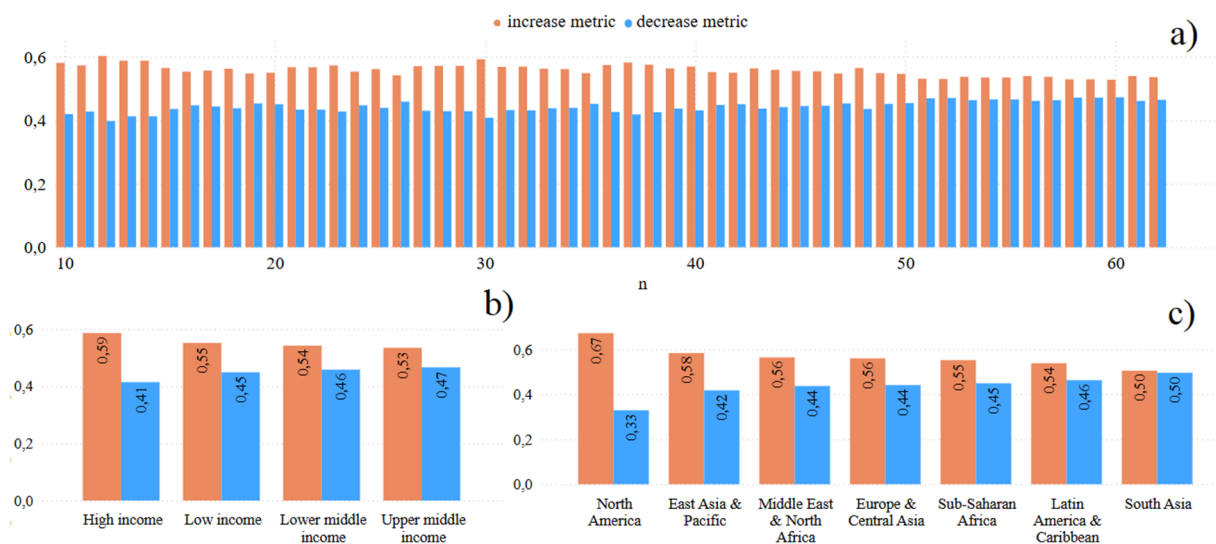 increase metric decrease metric
a)
0,6
0,4
0,2
0,0
10 20 30 40 50 60
n
b)
0,6
0,4
0,2
0,0
0,59 0,41 0,55 0,45 0,54 0,46 0,53 0,47
High income Low income Lower middle Upper middle
income income
c)
0,6
0,4
0,2
0,0
0,67 0,33 0,58 0,42 0,56 0,44 0,56 0,44 0,55 0,45 0,54 0,46 0,50 0,50
North East Asia & Middle East Europe & Sub-Saharan Latin South Asia
America Pacific & North Central Asia Africa America &
Africa Caribbean